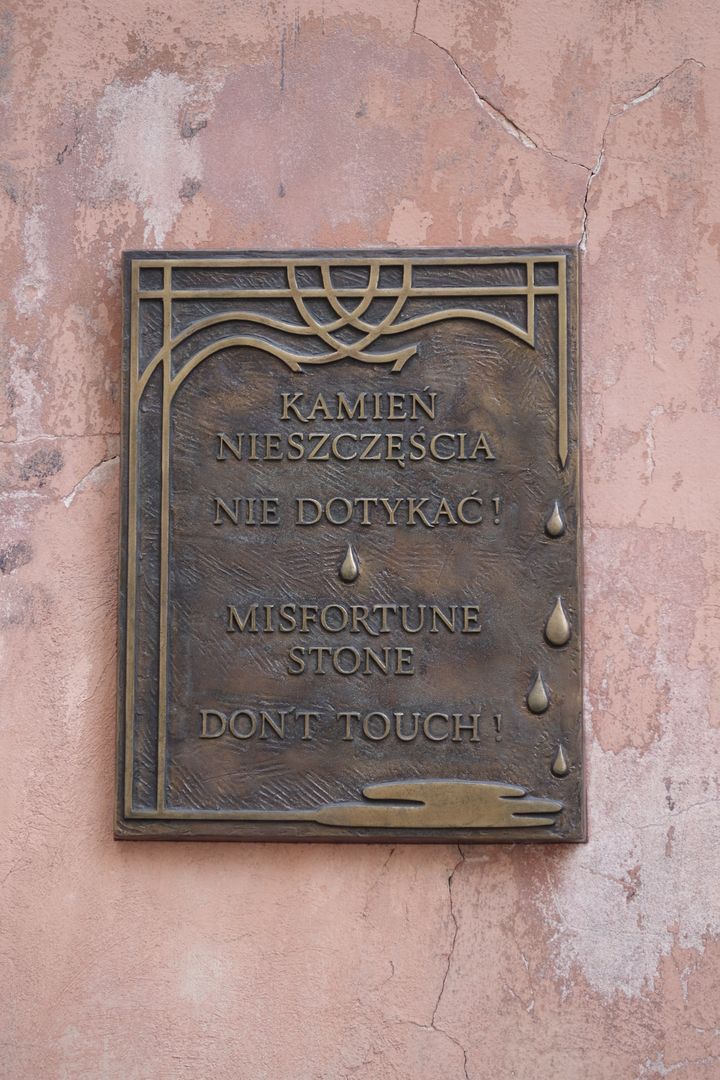 KAMIEŃ
NIESZCZĘŚCIA
NIE DOTYKAĆ!
MISFORTUNE
STONE
DON'T TOUCH!